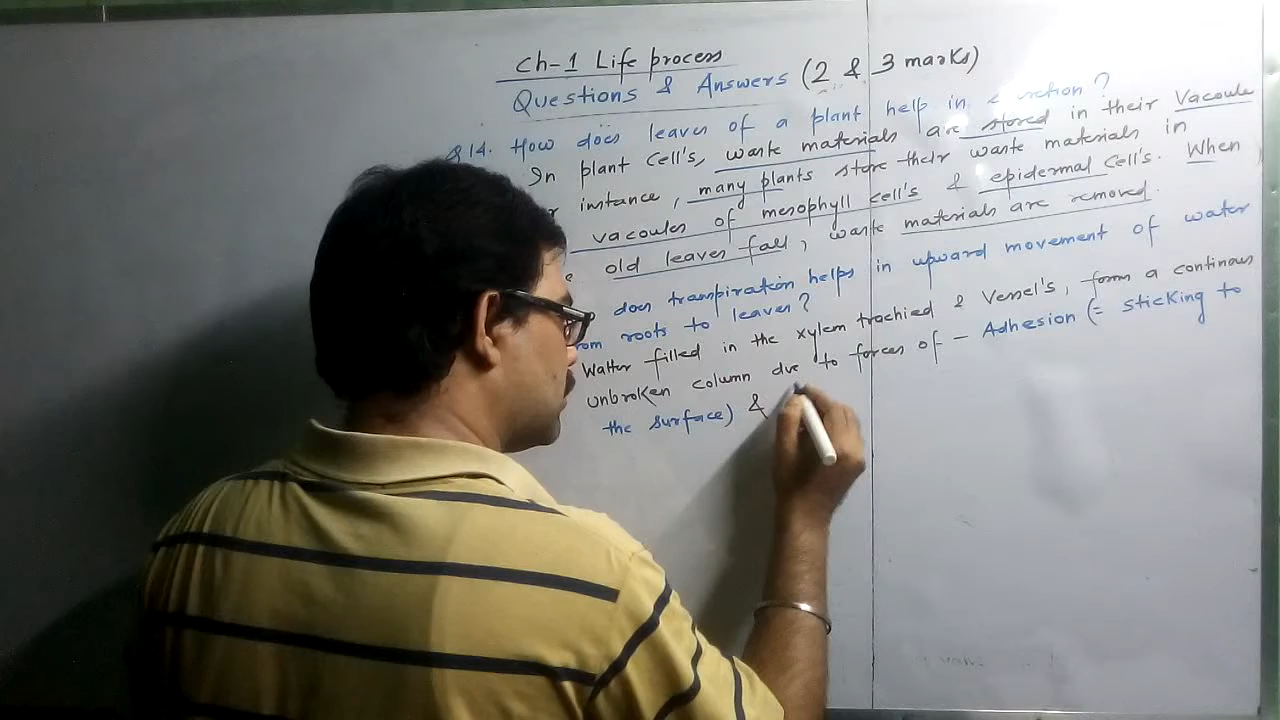 Ch-1 Life process
Questions & Answers (2 & 3 marks)
Q14. How does leaves of a plant help in ?
In plant cell's, waste materials are stored in their Vacoule
instance, many plants store their waste materials in
vacoules of mesophyll cell's & epidermal cell's. When
old leaves fall, waste materials are removed.
does transpiration helps in upward movement of water
roots to leaves?
Watter filled in the xylem trachied & Vessel's, form a continous
unbroken column due to forces of - Adhesion (= sticking to
the surface) &